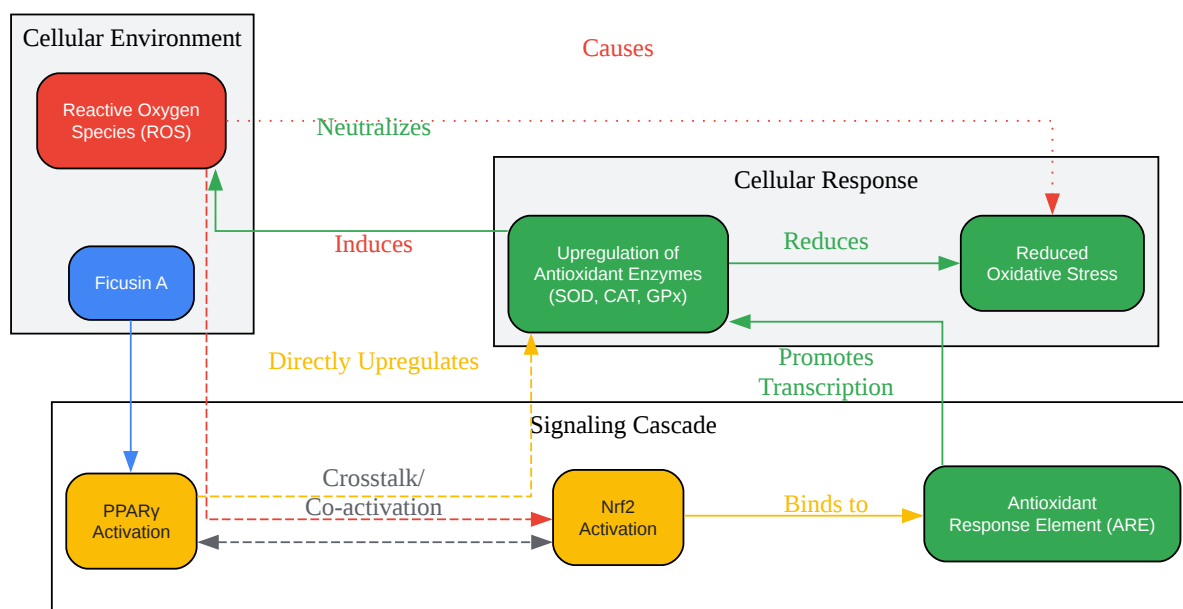 Cellular Environment
Causes
Reactive Oxygen
Species (ROS)
Neutralizes
Cellular Response
Induces
Upregulation of
Antioxidant Enzymes
(SOD, CAT, GPx)
Reduces
Reduced
Oxidative Stress
Ficusin A
Directly Upregulates
Promotes
Transcription
Signaling Cascade
Crosstalk/
Co-activation
PPARγ
Activation
Nrf2
Activation
Binds to
Antioxidant
Response Element (ARE)